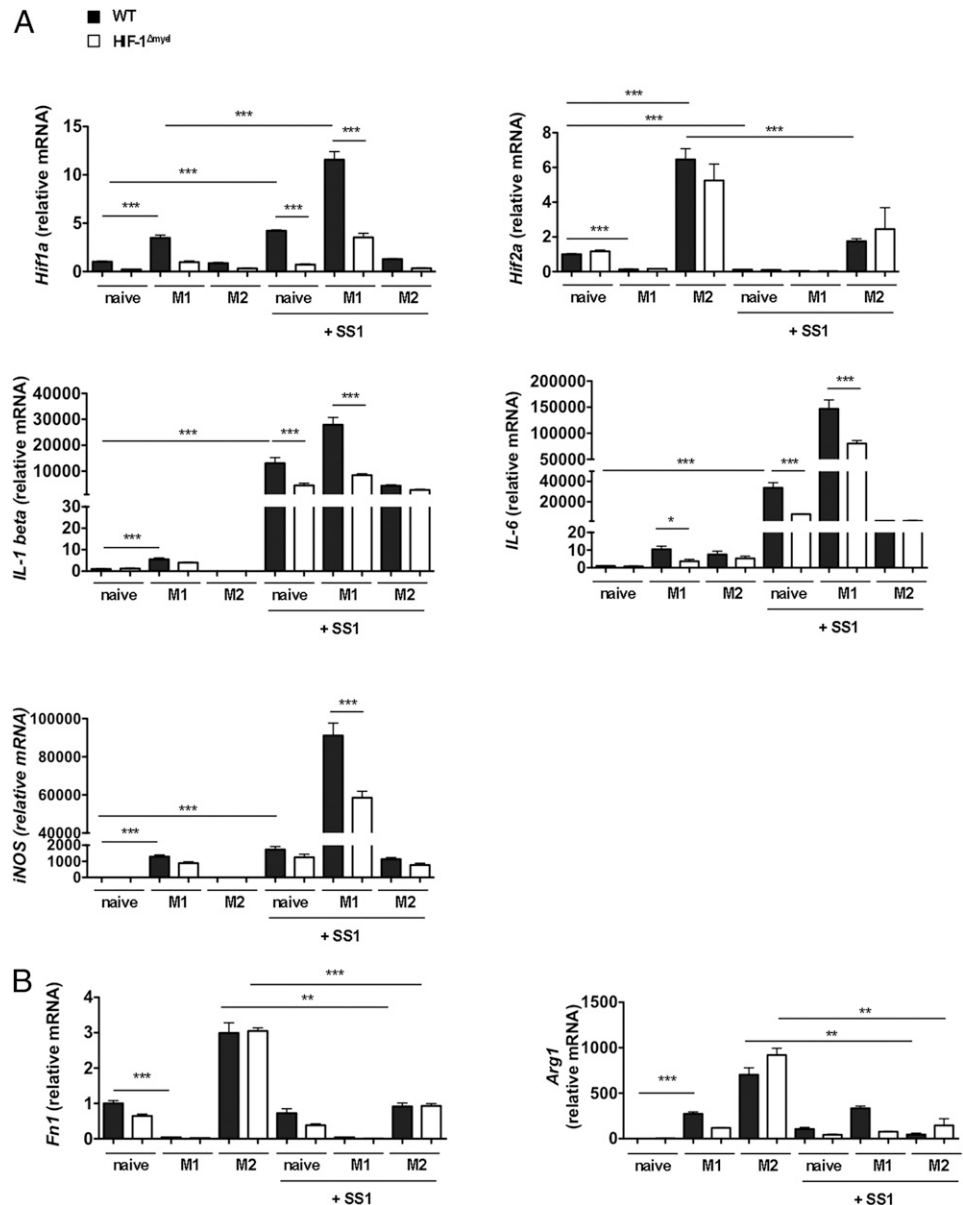 A
WT
HIF-1Δmyel
Hif1a (relative mRNA)
15
10
5
0
***
***
***
***
***
naive M1 M2 naive M1 M2
+ SS1
Hif2a (relative mRNA)
8
6
4
2
0
***
***
***
***
naive M1 M2 naive M1 M2
+ SS1
IL-1 beta (relative mRNA)
40000
30000
20000
10000
30
20
10
0
***
***
***
***
naive M1 M2 naive M1 M2
+ SS1
IL-6 (relative mRNA)
200000
150000
100000
50000
40000
20000
20
10
0
***
***
***
*
naive M1 M2 naive M1 M2
+ SS1
iNOS (relative mRNA)
100000
80000
60000
40000
2000
1000
0
***
***
***
naive M1 M2 naive M1 M2
+ SS1
B
Fn1 (relative mRNA)
4
3
2
1
0
***
**
***
naive M1 M2 naive M1 M2
+ SS1
Arg1
(relative mRNA)
1500
1000
500
0
**
**
***
naive M1 M2 naive M1 M2
+ SS1